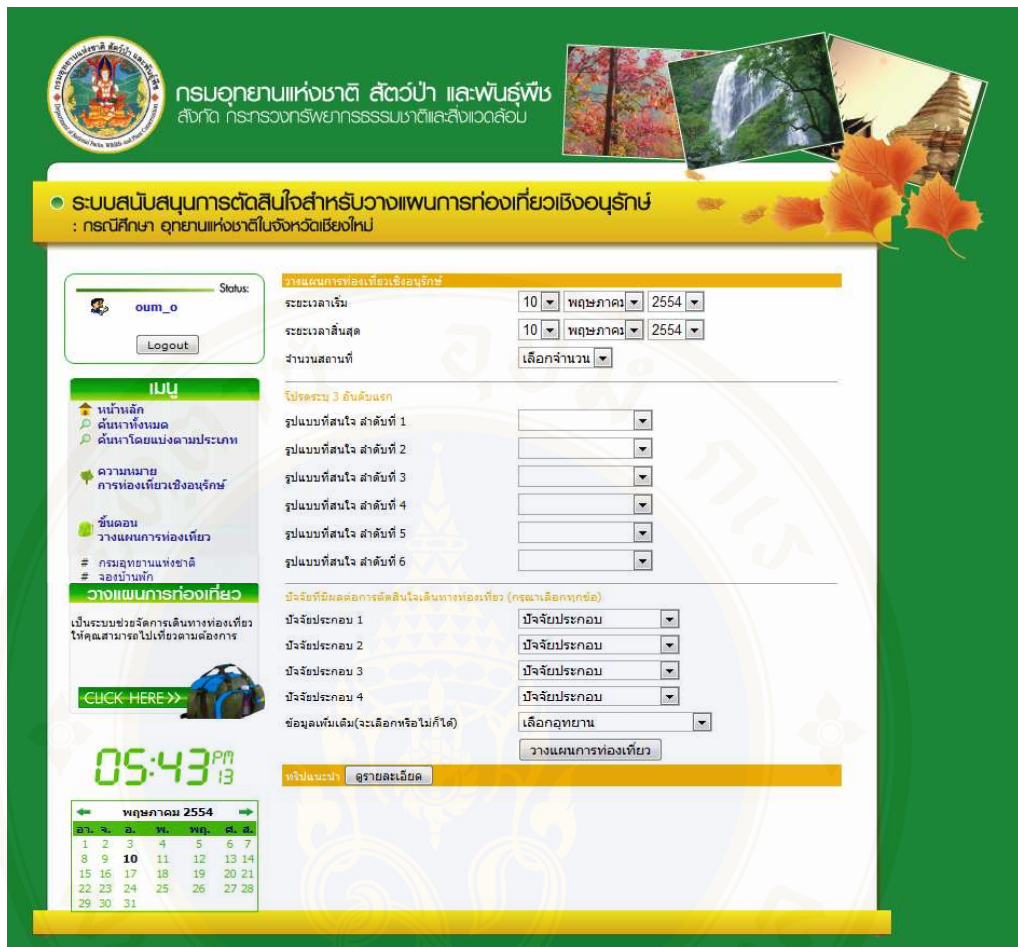 กรมอุทยานแห่งชาติ สัตว์ป่า และพันธุ์พืช
สังกัด กระทรวงทรัพยากรธรรมชาติและสิ่งแวดล้อม
ระบบสนับสนุนการตัดสินใจสำหรับวางแผนการท่องเที่ยวเชิงอนุรักษ์
: กรณีศึกษา อุทยานแห่งชาติในจังหวัดเชียงใหม่
Status:
oum_o
Logout
เมนู
หน้าหลัก
ค้นหาทั้งหมด
ค้นหาโดยแบ่งตามประเภท
ความหมาย
การท่องเที่ยวเชิงอนุรักษ์
ขั้นตอน
วางแผนการท่องเที่ยว
# กรมอุทยานแห่งชาติ
# จองบ้านพัก
วางแผนการท่องเที่ยว
เป็นระบบช่วยจัดการเดินทางท่องเที่ยว
ให้คุณสามารถไปเที่ยวตามต้องการ
CLICK HERE >>
05:43 PM 13
พฤษภาคม 2554
อา. จ. อ. พ. พฤ. ศ. ส.
1 2 3 4 5 6 7
8 9 10 11 12 13 14
15 16 17 18 19 20 21
22 23 24 25 26 27 28
29 30 31
วางแผนการท่องเที่ยวเชิงอนุรักษ์
ระยะเวลาเริ่ม 10 พฤษภาคม 2554
ระยะเวลาสิ้นสุด 10 พฤษภาคม 2554
จำนวนสถานที่ เลือกจำนวน
โปรดระบุ 3 อันดับแรก
รูปแบบที่สนใจ ลำดับที่ 1
รูปแบบที่สนใจ ลำดับที่ 2
รูปแบบที่สนใจ ลำดับที่ 3
รูปแบบที่สนใจ ลำดับที่ 4
รูปแบบที่สนใจ ลำดับที่ 5
รูปแบบที่สนใจ ลำดับที่ 6
ปัจจัยที่มีผลต่อการตัดสินใจเดินทางท่องเที่ยว (กรุณาเลือกทุกข้อ)
ปัจจัยประกอบ 1 ปัจจัยประกอบ
ปัจจัยประกอบ 2 ปัจจัยประกอบ
ปัจจัยประกอบ 3 ปัจจัยประกอบ
ปัจจัยประกอบ 4 ปัจจัยประกอบ
ข้อมูลเพิ่มเติม(จะเลือกหรือไม่ก็ได้) เลือกอุทยาน
วางแผนการท่องเที่ยว
ทริปแนะนำ ดูรายละเอียด